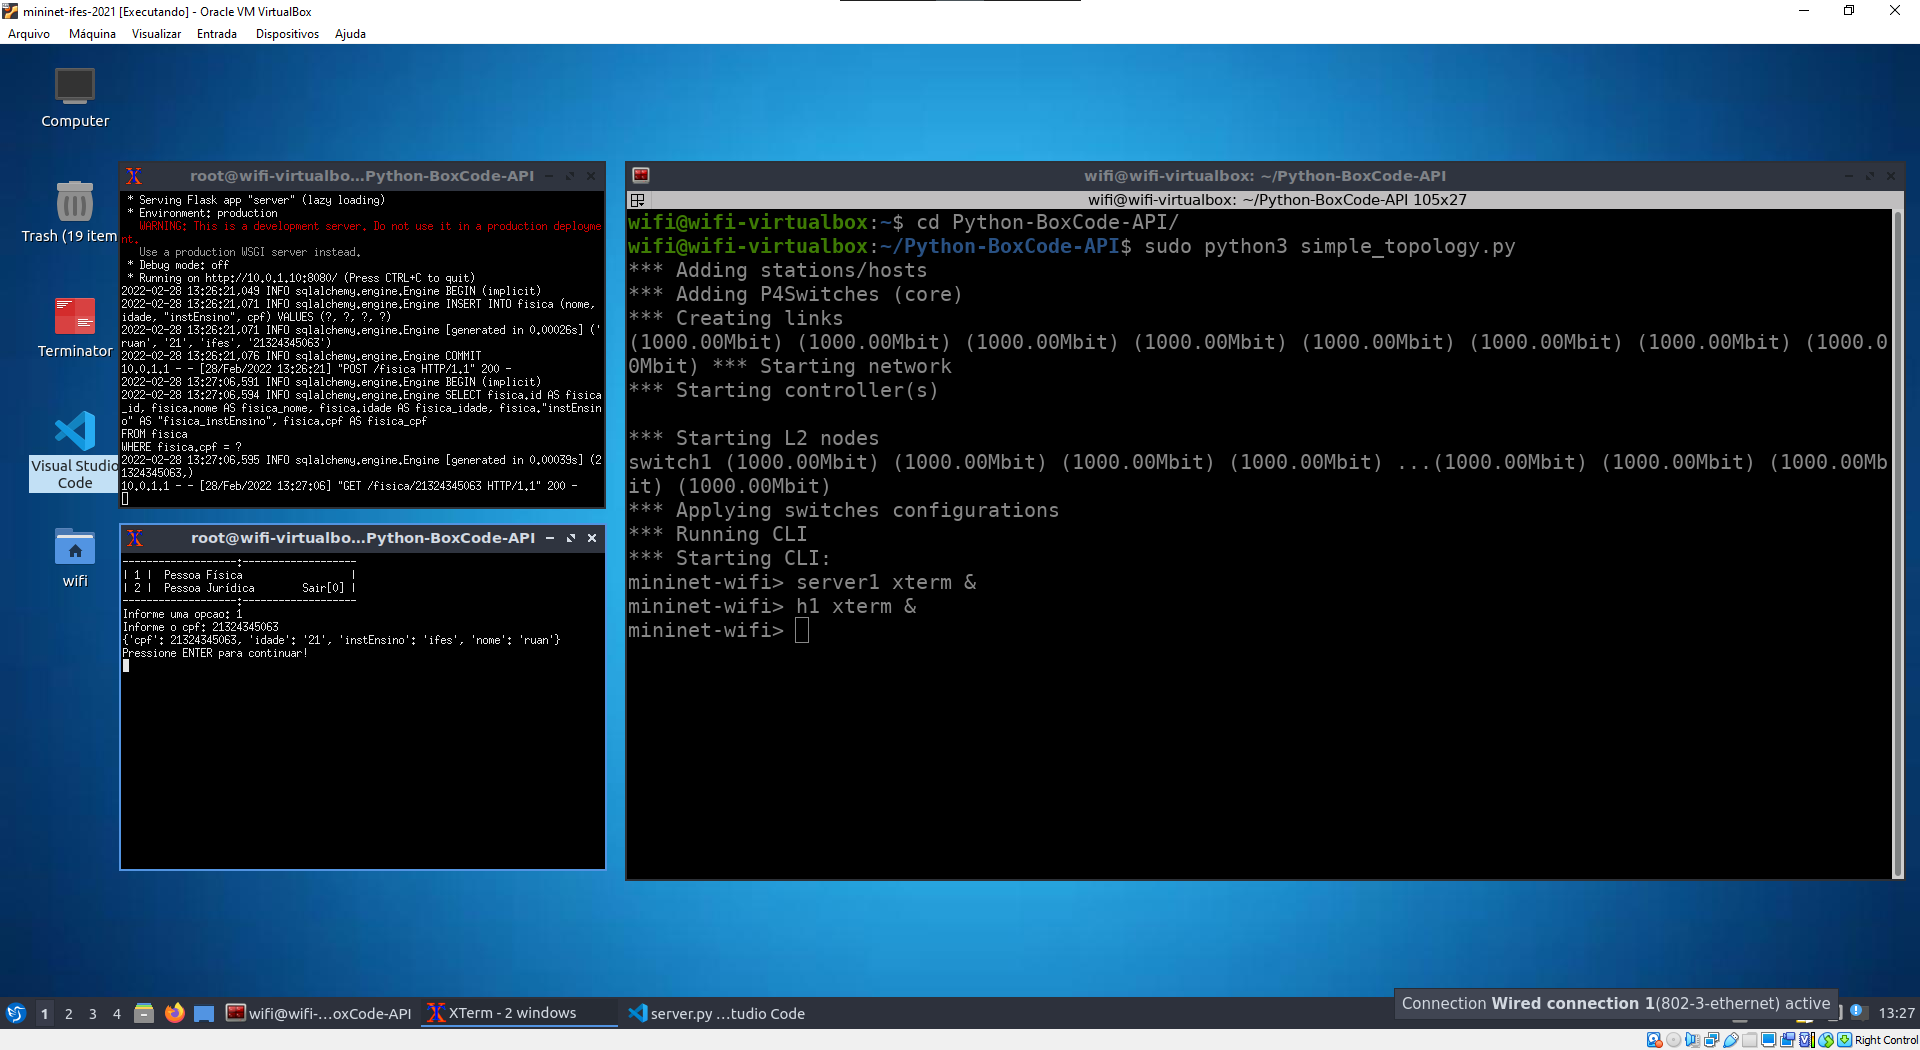 mininet-ifes-2021 [Executando] - Oracle VM VirtualBox
Arquivo Máquina Visualizar Entrada Dispositivos Ajuda
Computer
Trash (19 item
Terminator
Visual Studio
Code
wifi
root@wifi-virtualbo...Python-BoxCode-API
* Serving Flask app "server" (lazy loading)
* Environment: production
WARNING: This is a development server. Do not use it in a production deployme
nt.
Use a production WSGI server instead.
* Debug mode: off
* Running on http://10.0.1.10:8080/ (Press CTRL+C to quit)
2022-02-28 13:26:21,049 INFO sqlalchemy.engine.Engine BEGIN (implicit)
2022-02-28 13:26:21,071 INFO sqlalchemy.engine.Engine INSERT INTO fisica (nome,
idade, "instEnsino", cpf) VALUES (?, ?, ?, ?)
2022-02-28 13:26:21,071 INFO sqlalchemy.engine.Engine [generated in 0.00026s] ('
ruan', '21', 'ifes', '21324345063')
2022-02-28 13:26:21,076 INFO sqlalchemy.engine.Engine COMMIT
10.0.1.1 - - [28/Feb/2022 13:26:21] "POST /fisica HTTP/1.1" 200 -
2022-02-28 13:27:06,591 INFO sqlalchemy.engine.Engine BEGIN (implicit)
2022-02-28 13:27:06,594 INFO sqlalchemy.engine.Engine SELECT fisica.id AS fisica
_id, fisica.nome AS fisica_nome, fisica.idade AS fisica_idade, fisica."instEnsin
o" AS "fisica_instEnsino", fisica.cpf AS fisica_cpf
FROM fisica
WHERE fisica.cpf = ?
2022-02-28 13:27:06,595 INFO sqlalchemy.engine.Engine [generated in 0.00039s] (2
1324345063,)
10.0.1.1 - - [28/Feb/2022 13:27:06] "GET /fisica/21324345063 HTTP/1.1" 200 -
root@wifi-virtualbo...Python-BoxCode-API
-------------------:-------------------
| 1 | Pessoa Física |
| 2 | Pessoa Jurídica Sair[0] |
-------------------:-------------------
Informe uma opcao: 1
Informe o cpf: 21324345063
{'cpf': 21324345063, 'idade': '21', 'instEnsino': 'ifes', 'nome': 'ruan'}
Pressione ENTER para continuar!
wifi@wifi-virtualbox: ~/Python-BoxCode-API
wifi@wifi-virtualbox: ~/Python-BoxCode-API 105x27
wifi@wifi-virtualbox:~$ cd Python-BoxCode-API/
wifi@wifi-virtualbox:~/Python-BoxCode-API$ sudo python3 simple_topology.py
*** Adding stations/hosts
*** Adding P4Switches (core)
*** Creating links
(1000.00Mbit) (1000.00Mbit) (1000.00Mbit) (1000.00Mbit) (1000.00Mbit) (1000.00Mbit) (1000.00Mbit) (1000.0
0Mbit) *** Starting network
*** Starting controller(s)
*** Starting L2 nodes
switch1 (1000.00Mbit) (1000.00Mbit) (1000.00Mbit) (1000.00Mbit) ...(1000.00Mbit) (1000.00Mbit) (1000.00Mb
it) (1000.00Mbit)
*** Applying switches configurations
*** Running CLI
*** Starting CLI:
mininet-wifi> server1 xterm &
mininet-wifi> h1 xterm &
mininet-wifi>
Connection Wired connection 1(802-3-ethernet) active
1 2 3 4 wifi@wifi-...oxCode-API XTerm - 2 windows server.py ...tudio Code 13:27
Right Control